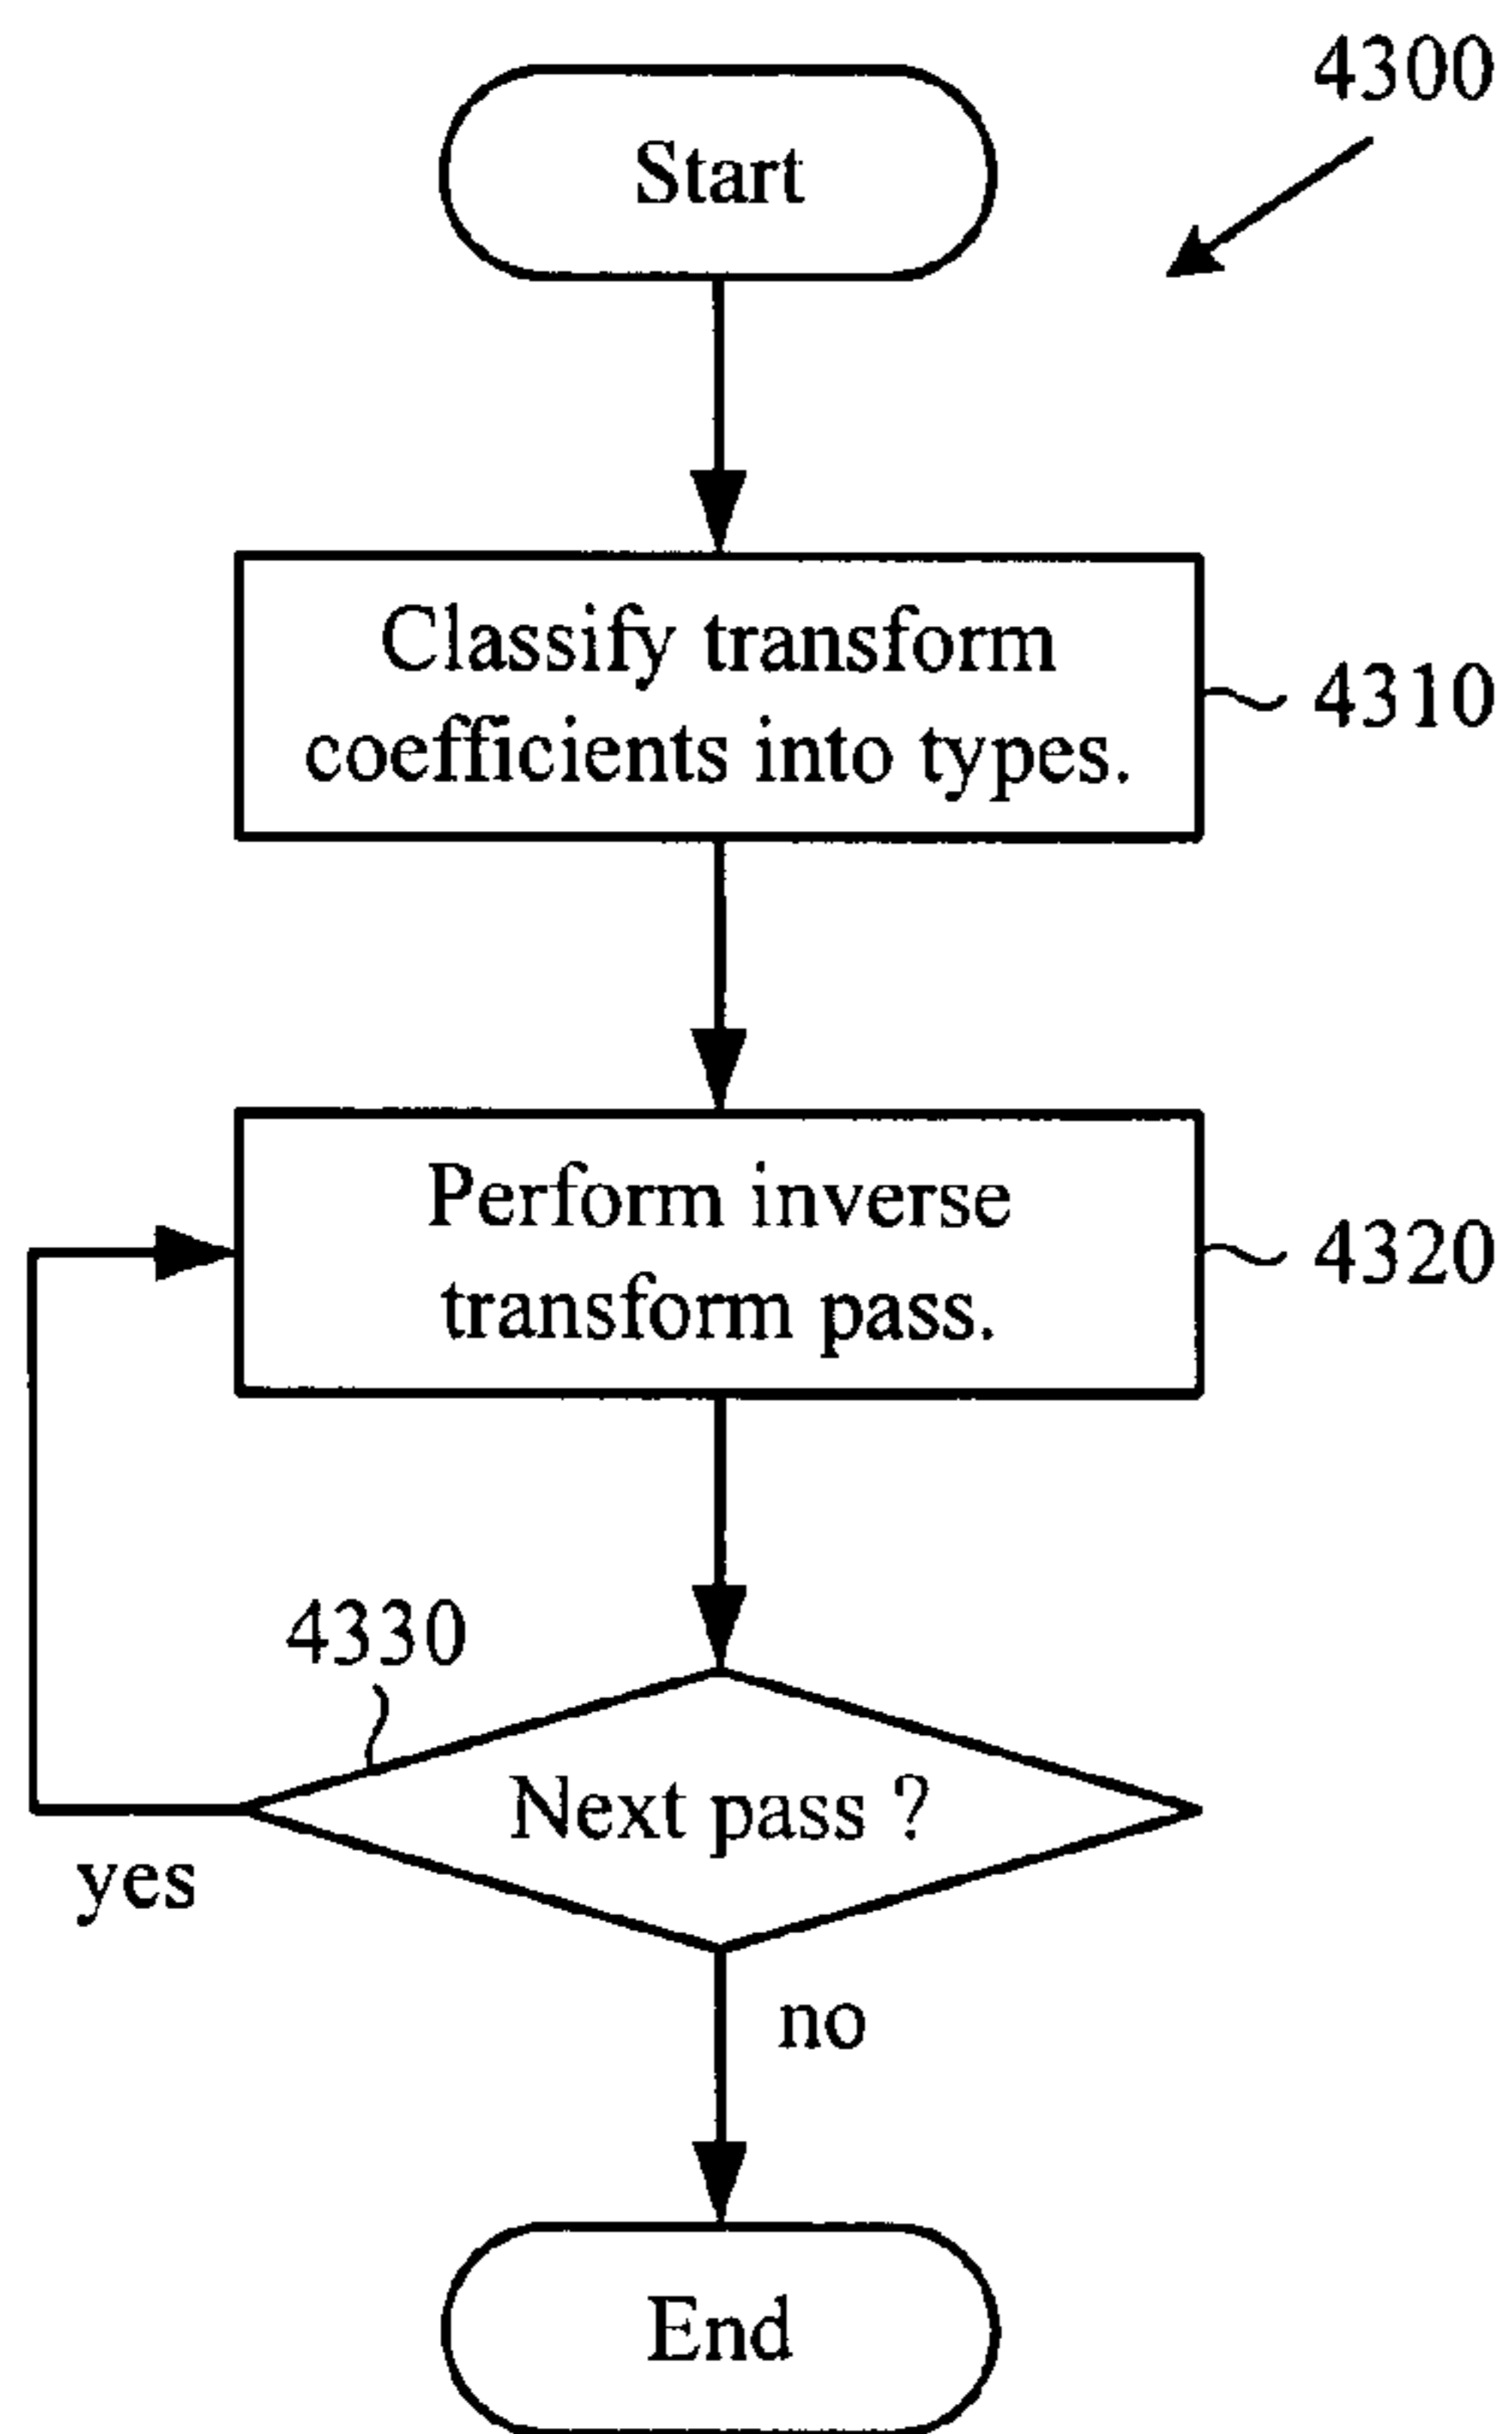 4300
Start
Classify transform
coefficients into types.
4310
Perform inverse
transform pass.
4320
4330
Next pass ?
yes
no
End